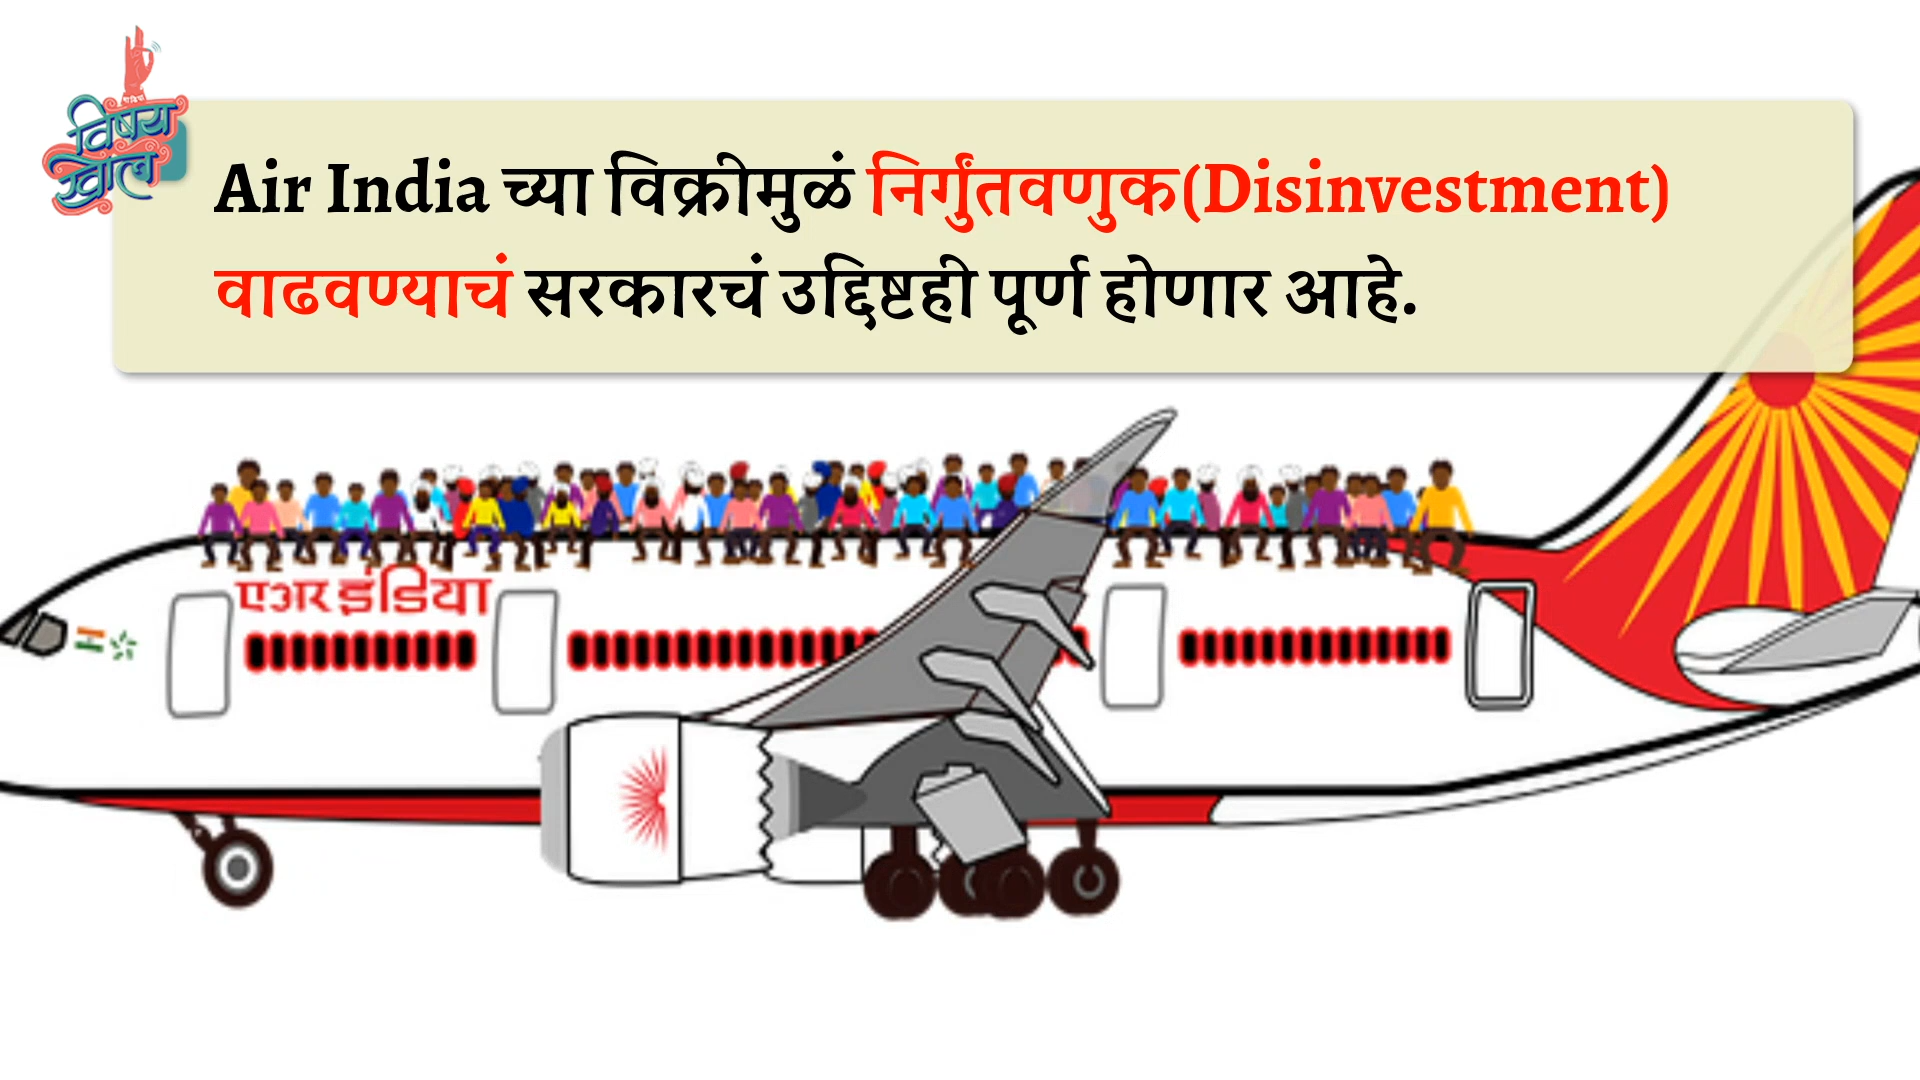 विषय
खोल
Air India च्या विक्रीमुळं निर्गुंतवणुक(Disinvestment)
वाढवण्याचं सरकारचं उद्दिष्टही पूर्ण होणार आहे.
एअर इंडिया